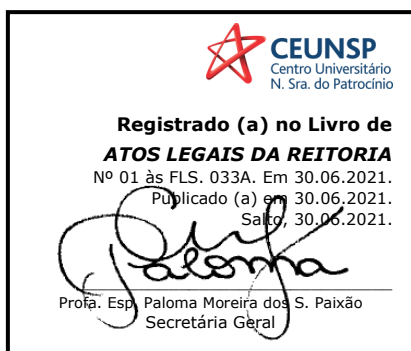 CEUNSP
Centro Universitário
N. Sra. do Patrocínio
Registrado (a) no Livro de
ATOS LEGAIS DA REITORIA
Nº 01 às FLS. 033A. Em 30.06.2021.
Publicado (a) em 30.06.2021.
Salto, 30.06.2021.
Paloma
Profa. Esp. Paloma Moreira dos S. Paixão
Secretária Geral